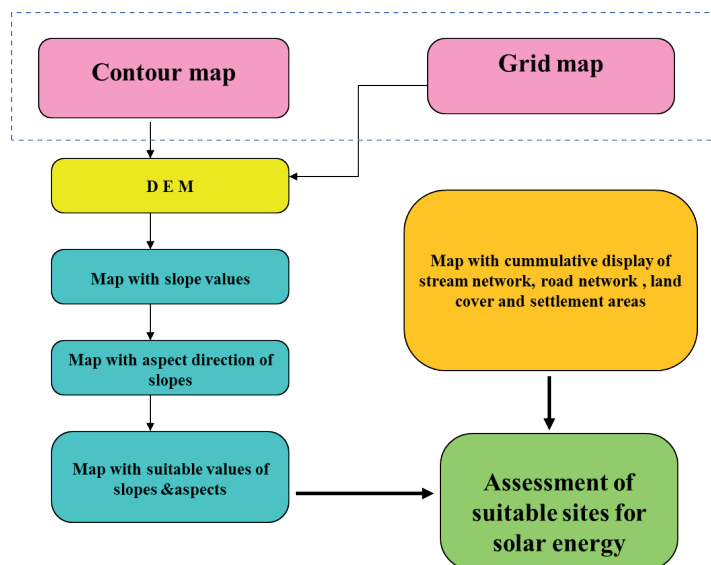 Contour map
Grid map
D E M
Map with slope values
Map with aspect direction of
slopes
Map with suitable values of
slopes &aspects
Map with cummulative display of
stream network, road network , land
cover and settlement areas
Assessment of
suitable sites for
solar energy